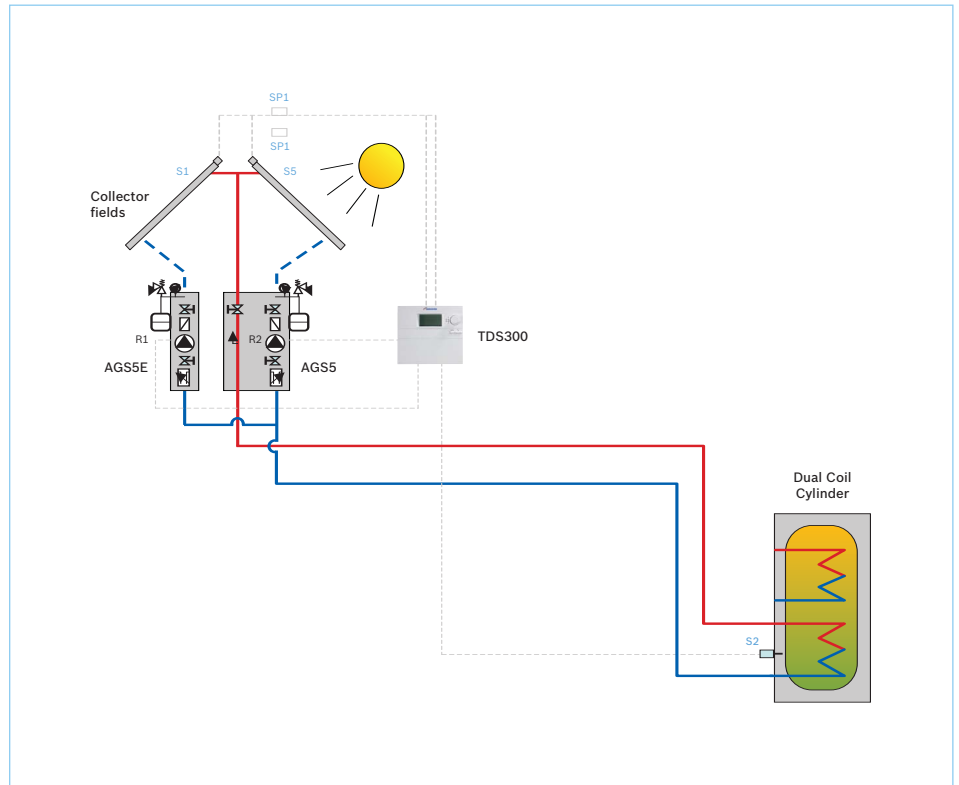 SP1
SP1
S1
S5
Collector
fields
R1
R2
TDS300
AGS5E
AGS5
Dual Coil
Cylinder
S2